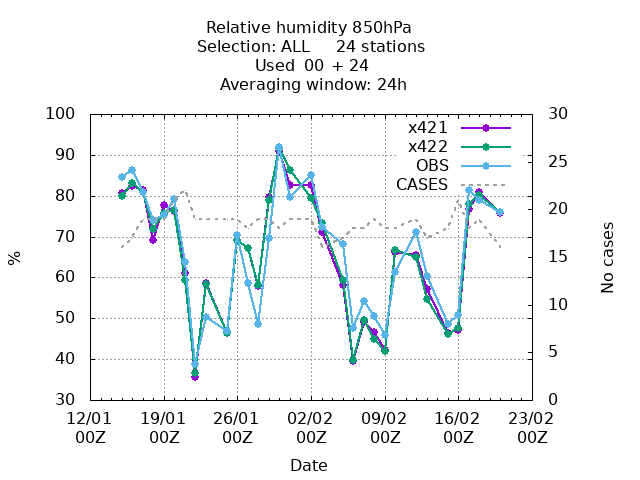 Relative humidity 850hPa
Selection: ALL     24 stations
Used  00 + 24
Averaging window: 24h
100 30
x421
x422
OBS
CASES
90 25
80 20
70
60 15
50 10
40 5
30 0
%
No cases
12/01 19/01 26/01 02/02 09/02 16/02 23/02
00Z 00Z 00Z 00Z 00Z 00Z 00Z
Date